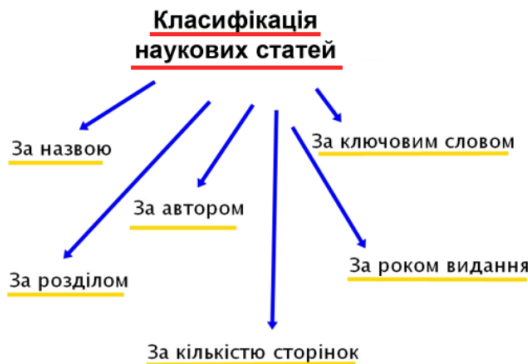 Класифікація
наукових статей
За назвою
За ключовим словом
За автором
За розділом
За роком видання
За кількістю сторінок